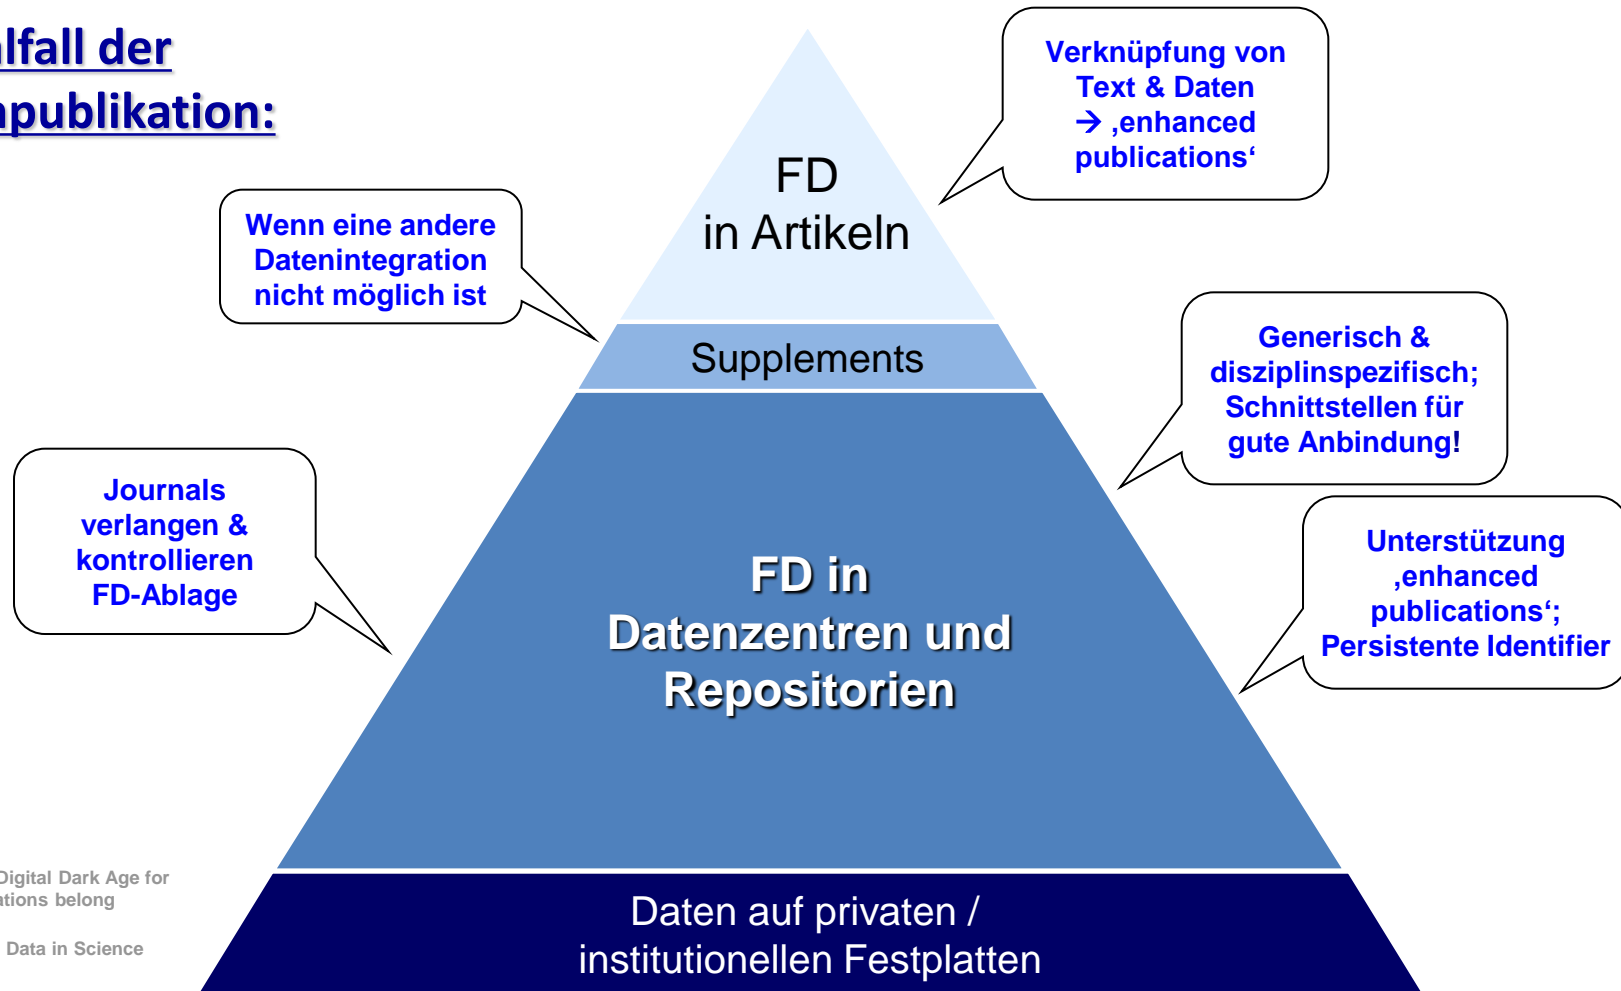 lfall der
publikation:
Verknüpfung von
Text & Daten
→ ‚enhanced
publications‘
FD
in Artikeln
Wenn eine andere
Datenintegration
nicht möglich ist
Supplements
Generisch &
disziplinspezifisch;
Schnittstellen für
gute Anbindung!
Journals
verlangen &
kontrollieren
FD-Ablage
Unterstützung
‚enhanced
publications‘;
Persistente Identifier
FD in
Datenzentren und
Repositorien
Digital Dark Age for
ations belong
Data in Science
Daten auf privaten /
institutionellen Festplatten